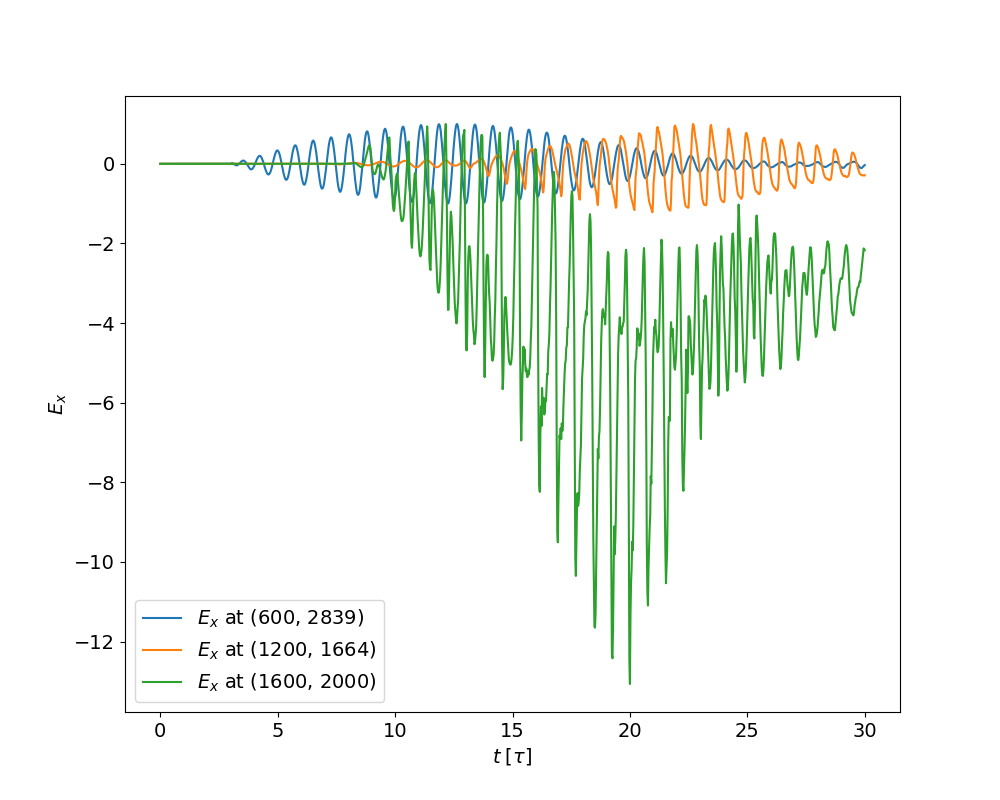 0
−2
−4
−6
−8
−10
−12
E_x
E_x at (600, 2839)
E_x at (1200, 1664)
E_x at (1600, 2000)
0 5 10 15 20 25 30
t [τ]